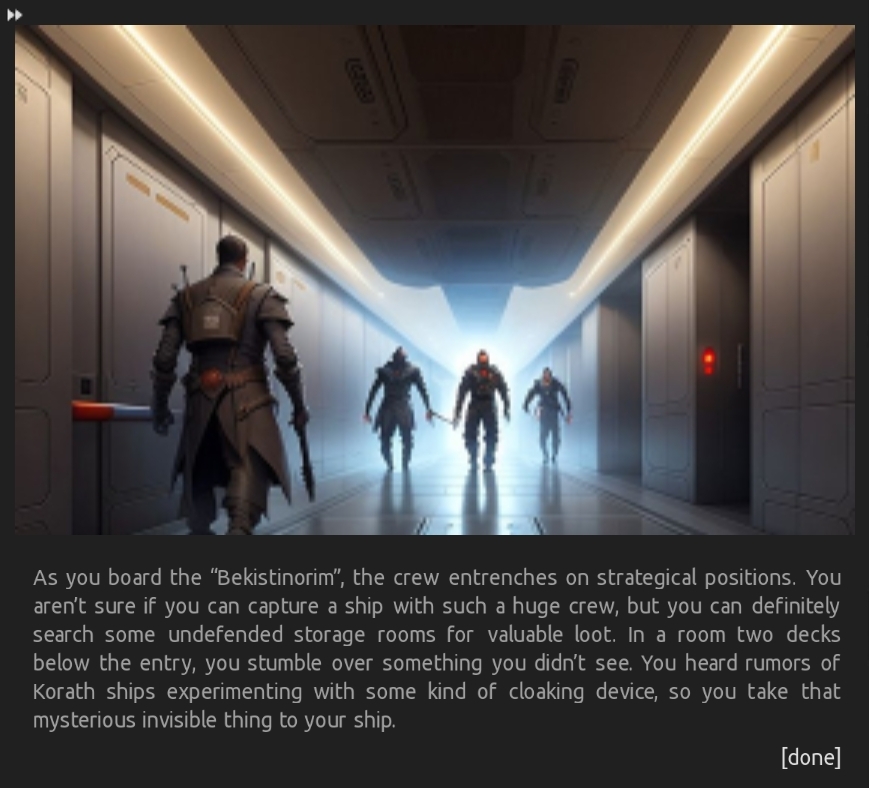 As you board the “Bekistinorim”, the crew entrenches on strategical positions. You
aren’t sure if you can capture a ship with such a huge crew, but you can definitely
search some undefended storage rooms for valuable loot. In a room two decks
below the entry, you stumble over something you didn’t see. You heard rumors of
Korath ships experimenting with some kind of cloaking device, so you take that
mysterious invisible thing to your ship.
[done]